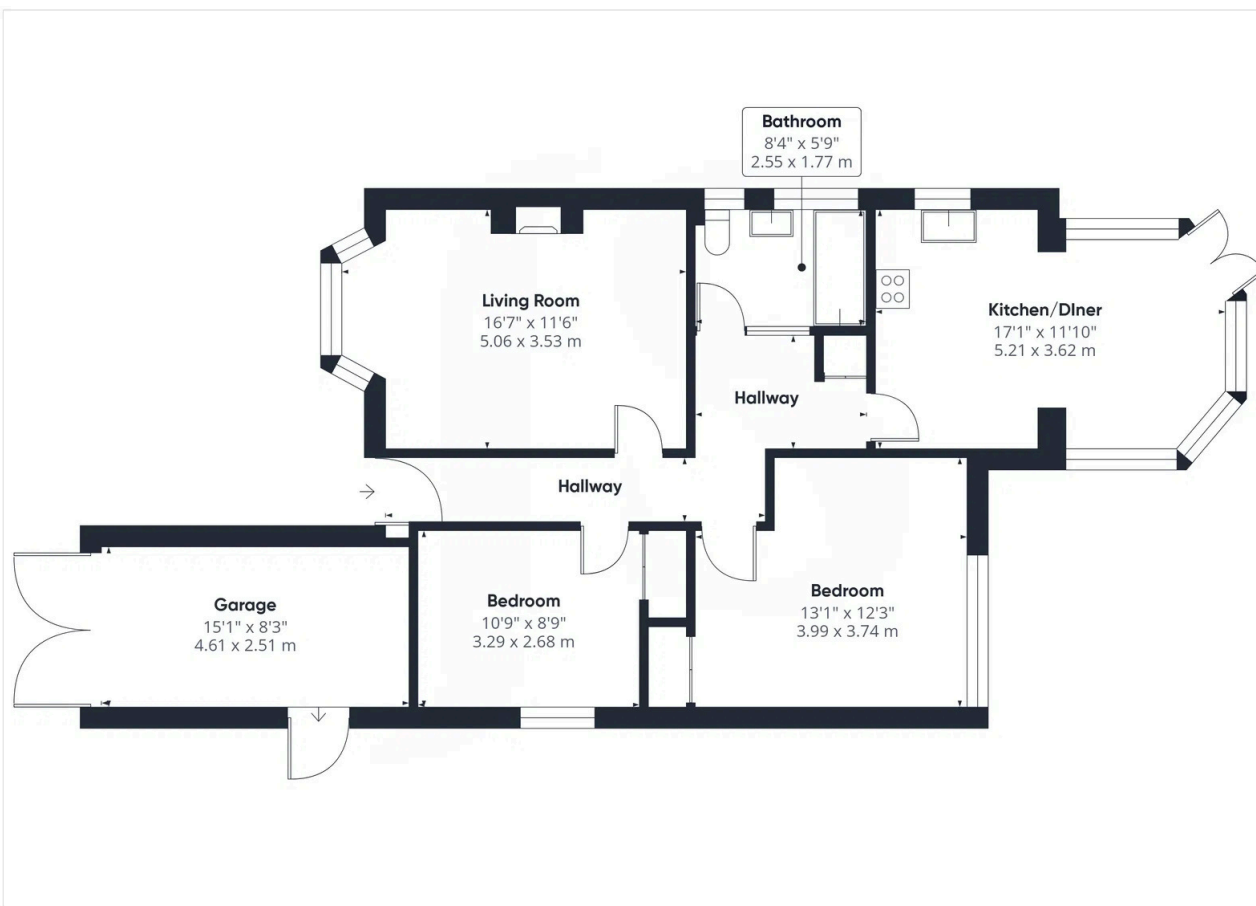 Bathroom
8'4" x 5'9"
2.55 x 1.77 m
Living Room
16'7" x 11'6"
5.06 x 3.53 m
Kitchen/DIner
17'1" x 11'10"
5.21 x 3.62 m
Hallway
Hallway
Garage
15'1" x 8'3"
4.61 x 2.51 m
Bedroom
10'9" x 8'9"
3.29 x 2.68 m
Bedroom
13'1" x 12'3"
3.99 x 3.74 m